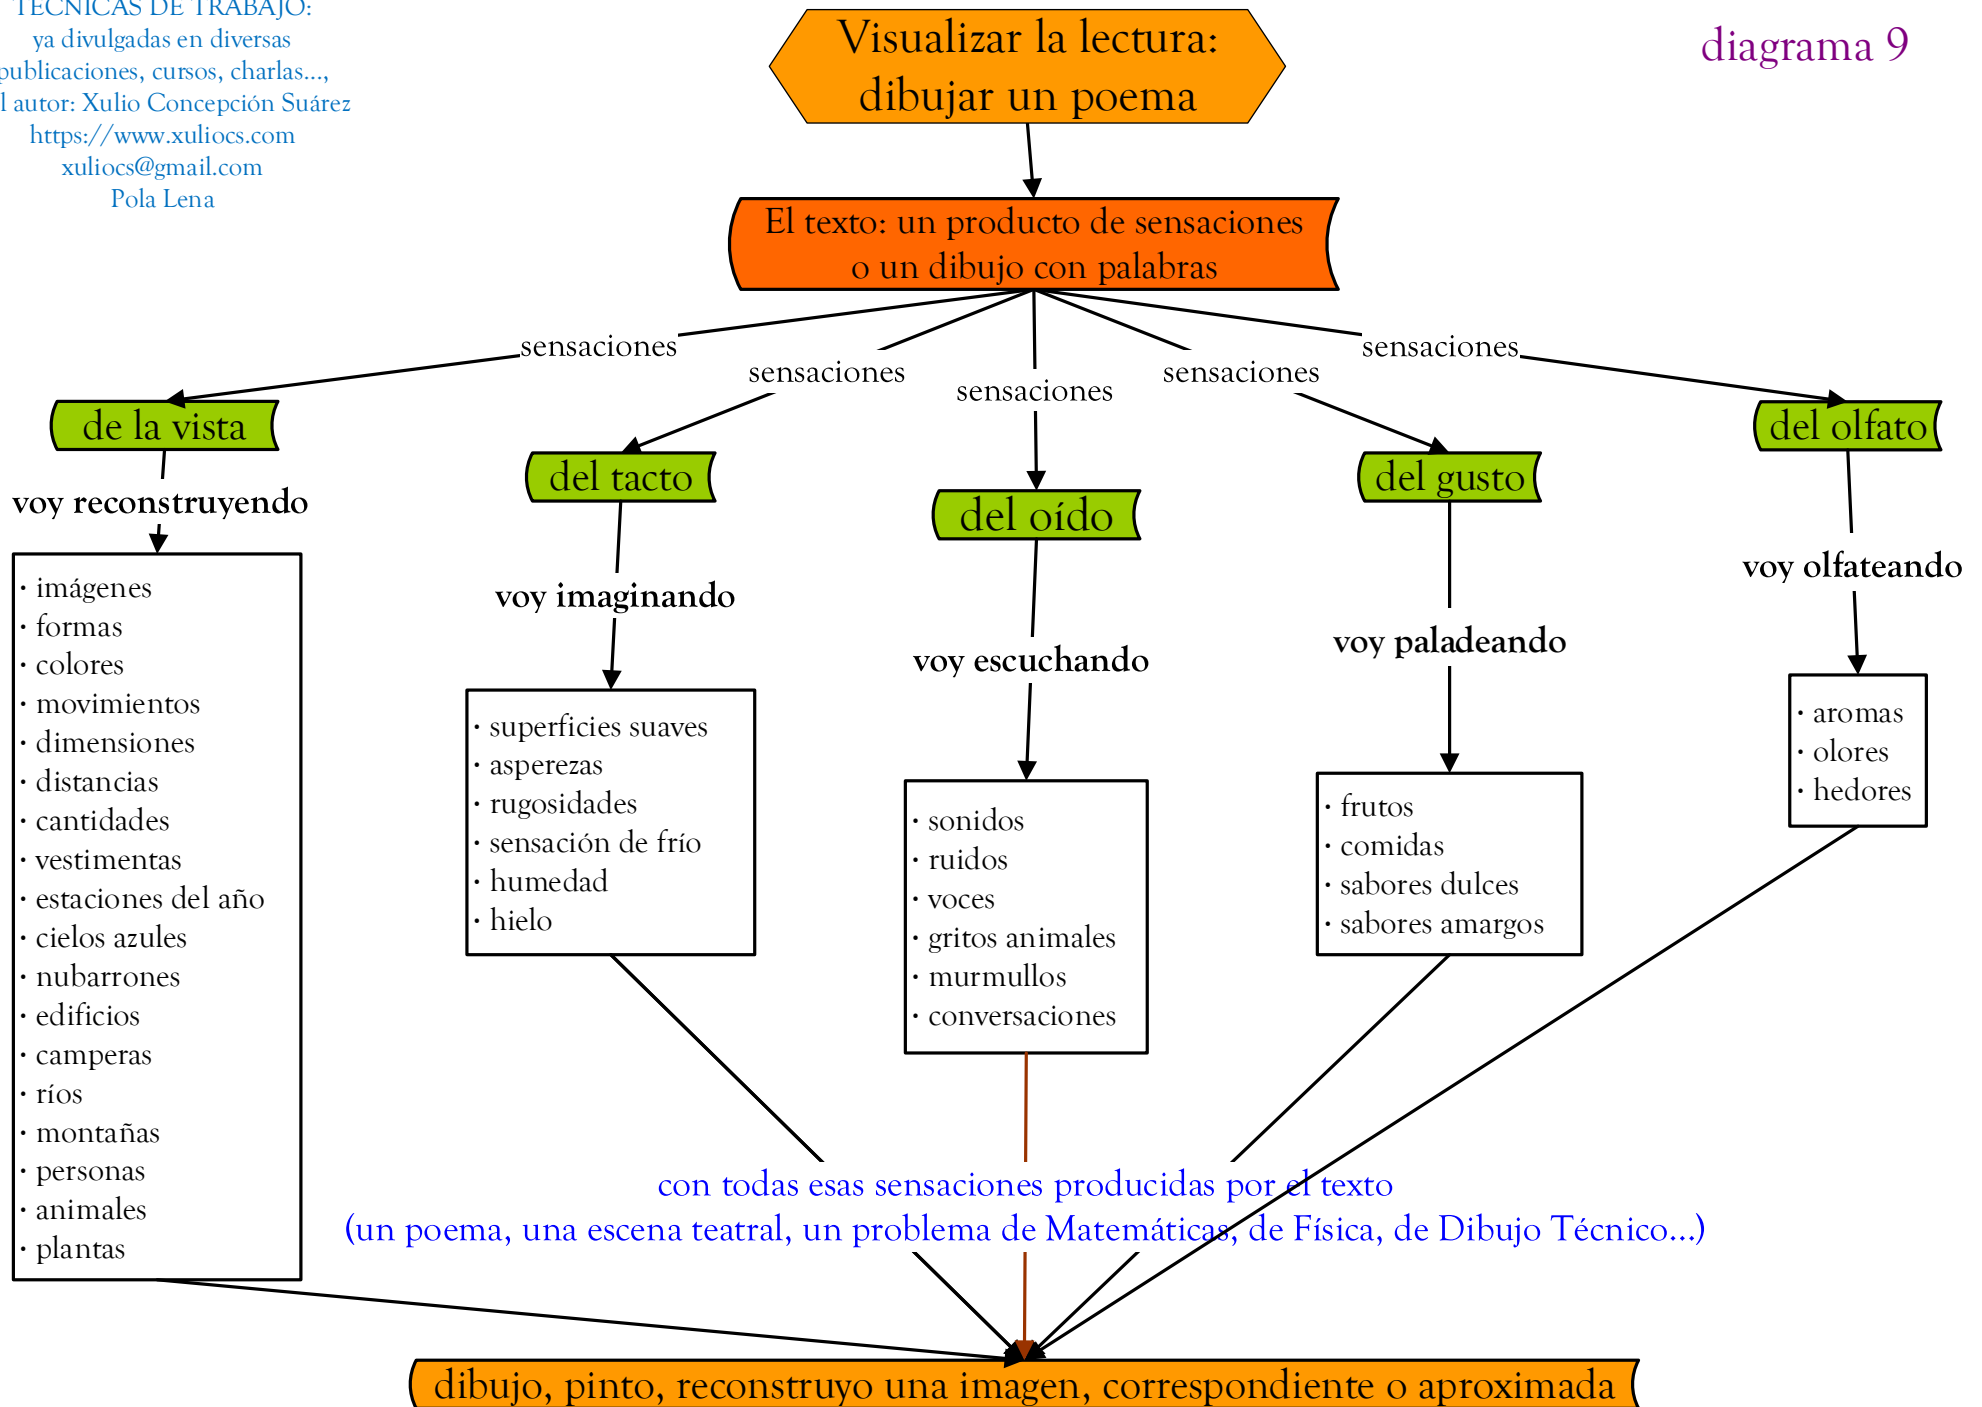 TÉCNICAS DE TRABAJO:
ya divulgadas en diversas
publicaciones, cursos, charlas...,
l autor: Xulio Concepción Suárez
https://www.xuliocs.com
xuliocs@gmail.com
Pola Lena
Visualizar la lectura:
dibujar un poema
diagrama 9
El texto: un producto de sensaciones
o un dibujo con palabras
sensaciones
sensaciones
sensaciones
sensaciones
sensaciones
de la vista
voy reconstruyendo
· imágenes
· formas
· colores
· movimientos
· dimensiones
· distancias
· cantidades
· vestimentas
· estaciones del año
· cielos azules
· nubarrones
· edificios
· camperas
· ríos
· montañas
· personas
· animales
· plantas
del tacto
voy imaginando
· superficies suaves
· asperezas
· rugosidades
· sensación de frío
· humedad
· hielo
del oído
voy escuchando
· sonidos
· ruidos
· voces
· gritos animales
· murmullos
· conversaciones
del gusto
voy paladeando
· frutos
· comidas
· sabores dulces
· sabores amargos
del olfato
voy olfateando
· aromas
· olores
· hedores
con todas esas sensaciones producidas por el texto
(un poema, una escena teatral, un problema de Matemáticas, de Física, de Dibujo Técnico...)
dibujo, pinto, reconstruyo una imagen, correspondiente o aproximada